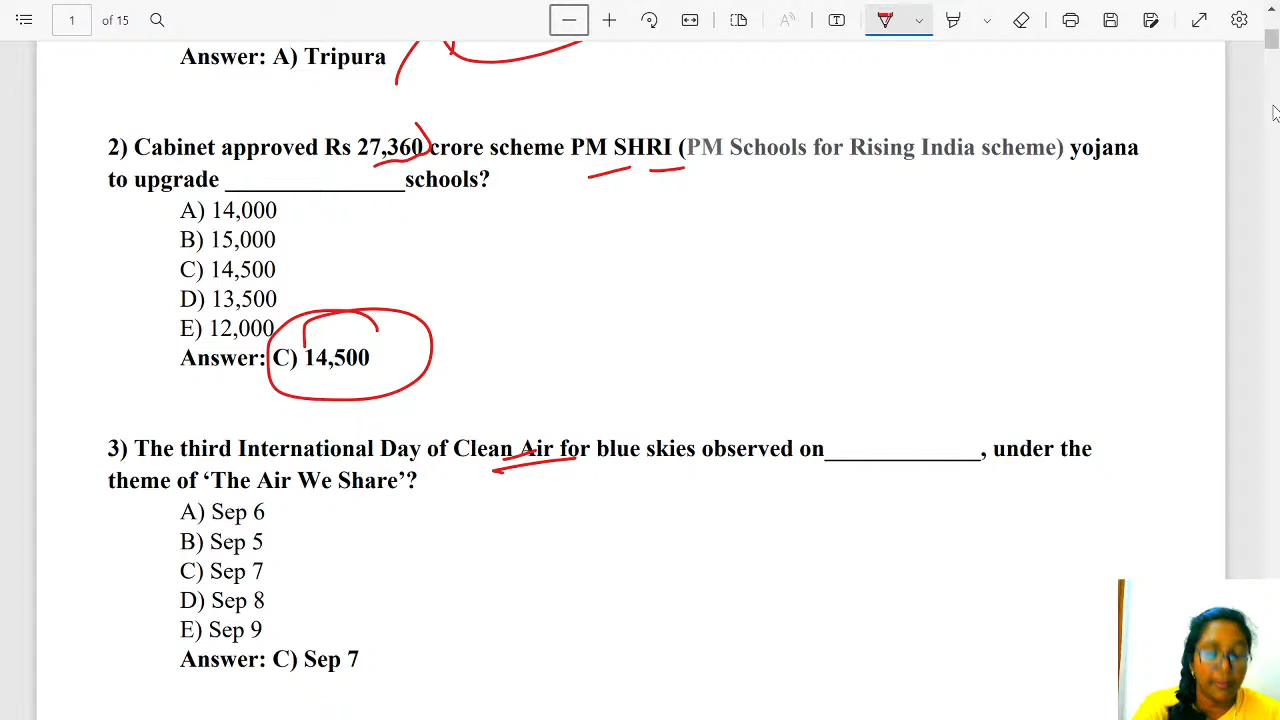 1 of 15
Answer: A) Tripura
2) Cabinet approved Rs 27,360 crore scheme PM SHRI (PM Schools for Rising India scheme) yojana
to upgrade ________________schools?
A) 14,000
B) 15,000
C) 14,500
D) 13,500
E) 12,000
Answer: C) 14,500
3) The third International Day of Clean Air for blue skies observed on______________, under the
theme of ‘The Air We Share’?
A) Sep 6
B) Sep 5
C) Sep 7
D) Sep 8
E) Sep 9
Answer: C) Sep 7